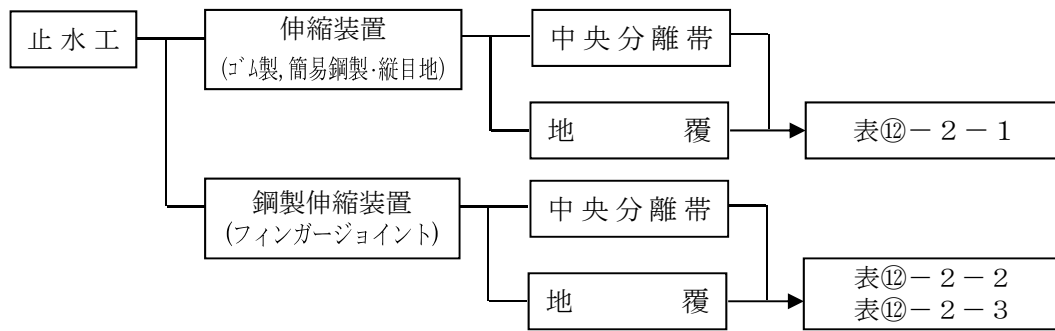 止水工
伸縮装置
(ｺﾞﾑ製,簡易鋼製･縦目地)
中央分離帯
地　　　覆
表⑫－２－１
鋼製伸縮装置
(フィンガージョイント)
中央分離帯
地　　　覆
表⑫－２－２
表⑫－２－３